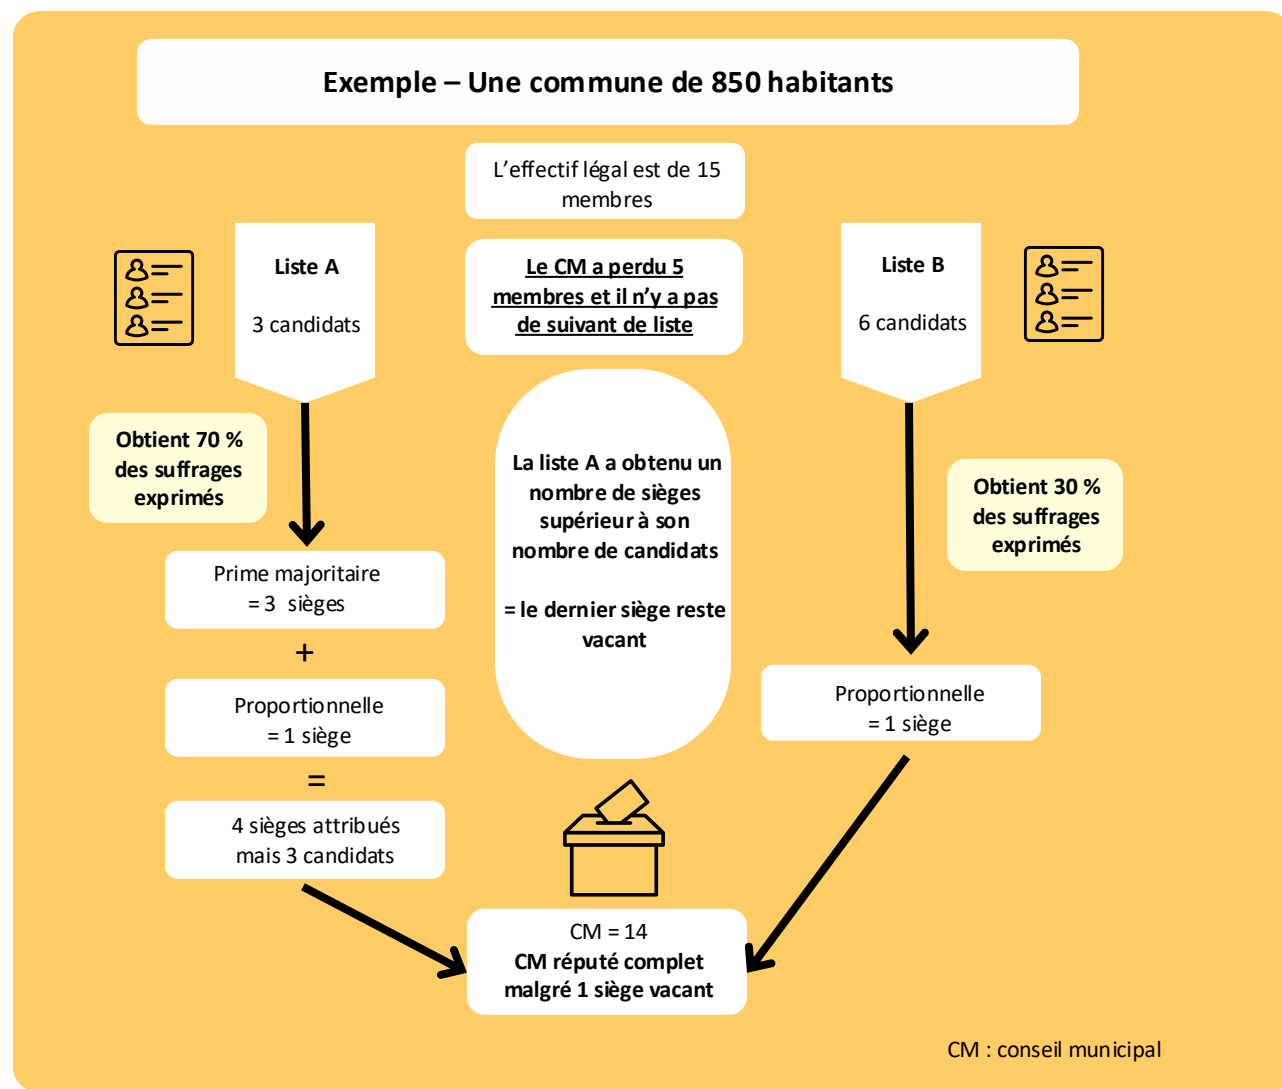 Exemple – Une commune de 850 habitants
L’effectif légal est de 15
membres
Liste A
3 candidats
Le CM a perdu 5
membres et il n’y a pas
de suivant de liste
Liste B
6 candidats
Obtient 70 %
des suffrages
exprimés
La liste A a obtenu un
nombre de sièges
supérieur à son
nombre de candidats
= le dernier siège reste
vacant
Obtient 30 %
des suffrages
exprimés
Prime majoritaire
= 3 sièges
+
Proportionnelle
= 1 siège
=
4 sièges attribués
mais 3 candidats
Proportionnelle
= 1 siège
CM = 14
CM réputé complet
malgré 1 siège vacant
CM : conseil municipal